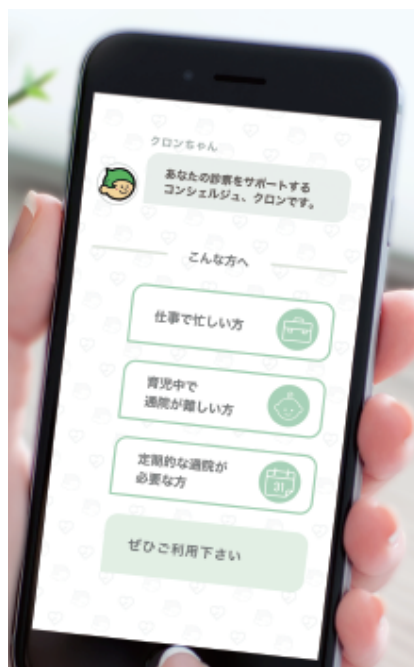 クロンちゃん
あなたの診察をサポートする
コンシェルジュ、クロンです。
こんな方へ
仕事で忙しい方
育児中で
通院が難しい方
定期的な通院が
必要な方
31
ぜひご利用下さい